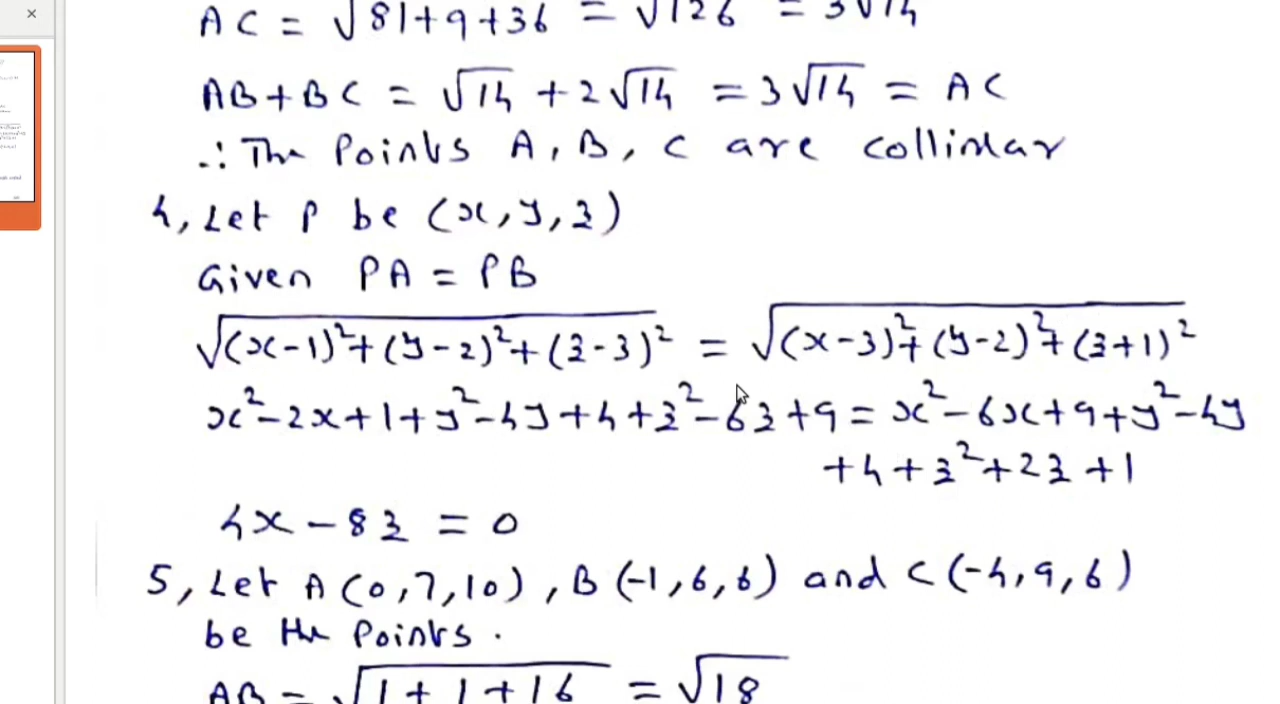 AC = √81+9+36 = √126 = 3√14
AB+BC = √14 + 2√14 = 3√14 = AC
∴ The Points A, B, C are collinear
4, Let P be (x, y, z)
Given PA = PB
√(x-1)²+(y-2)²+(z-3)² = √(x-3)²+(y-2)²+(z+1)²
x²-2x+1+y²-4y+4+z²-6z+9 = x²-6x+9+y²-4y
+4+z²+2z+1
4x-8z = 0
5, Let A(0,7,10), B(-1,6,6) and C(-4,9,6)
be the Points.
AB = √1+1+16 = √18